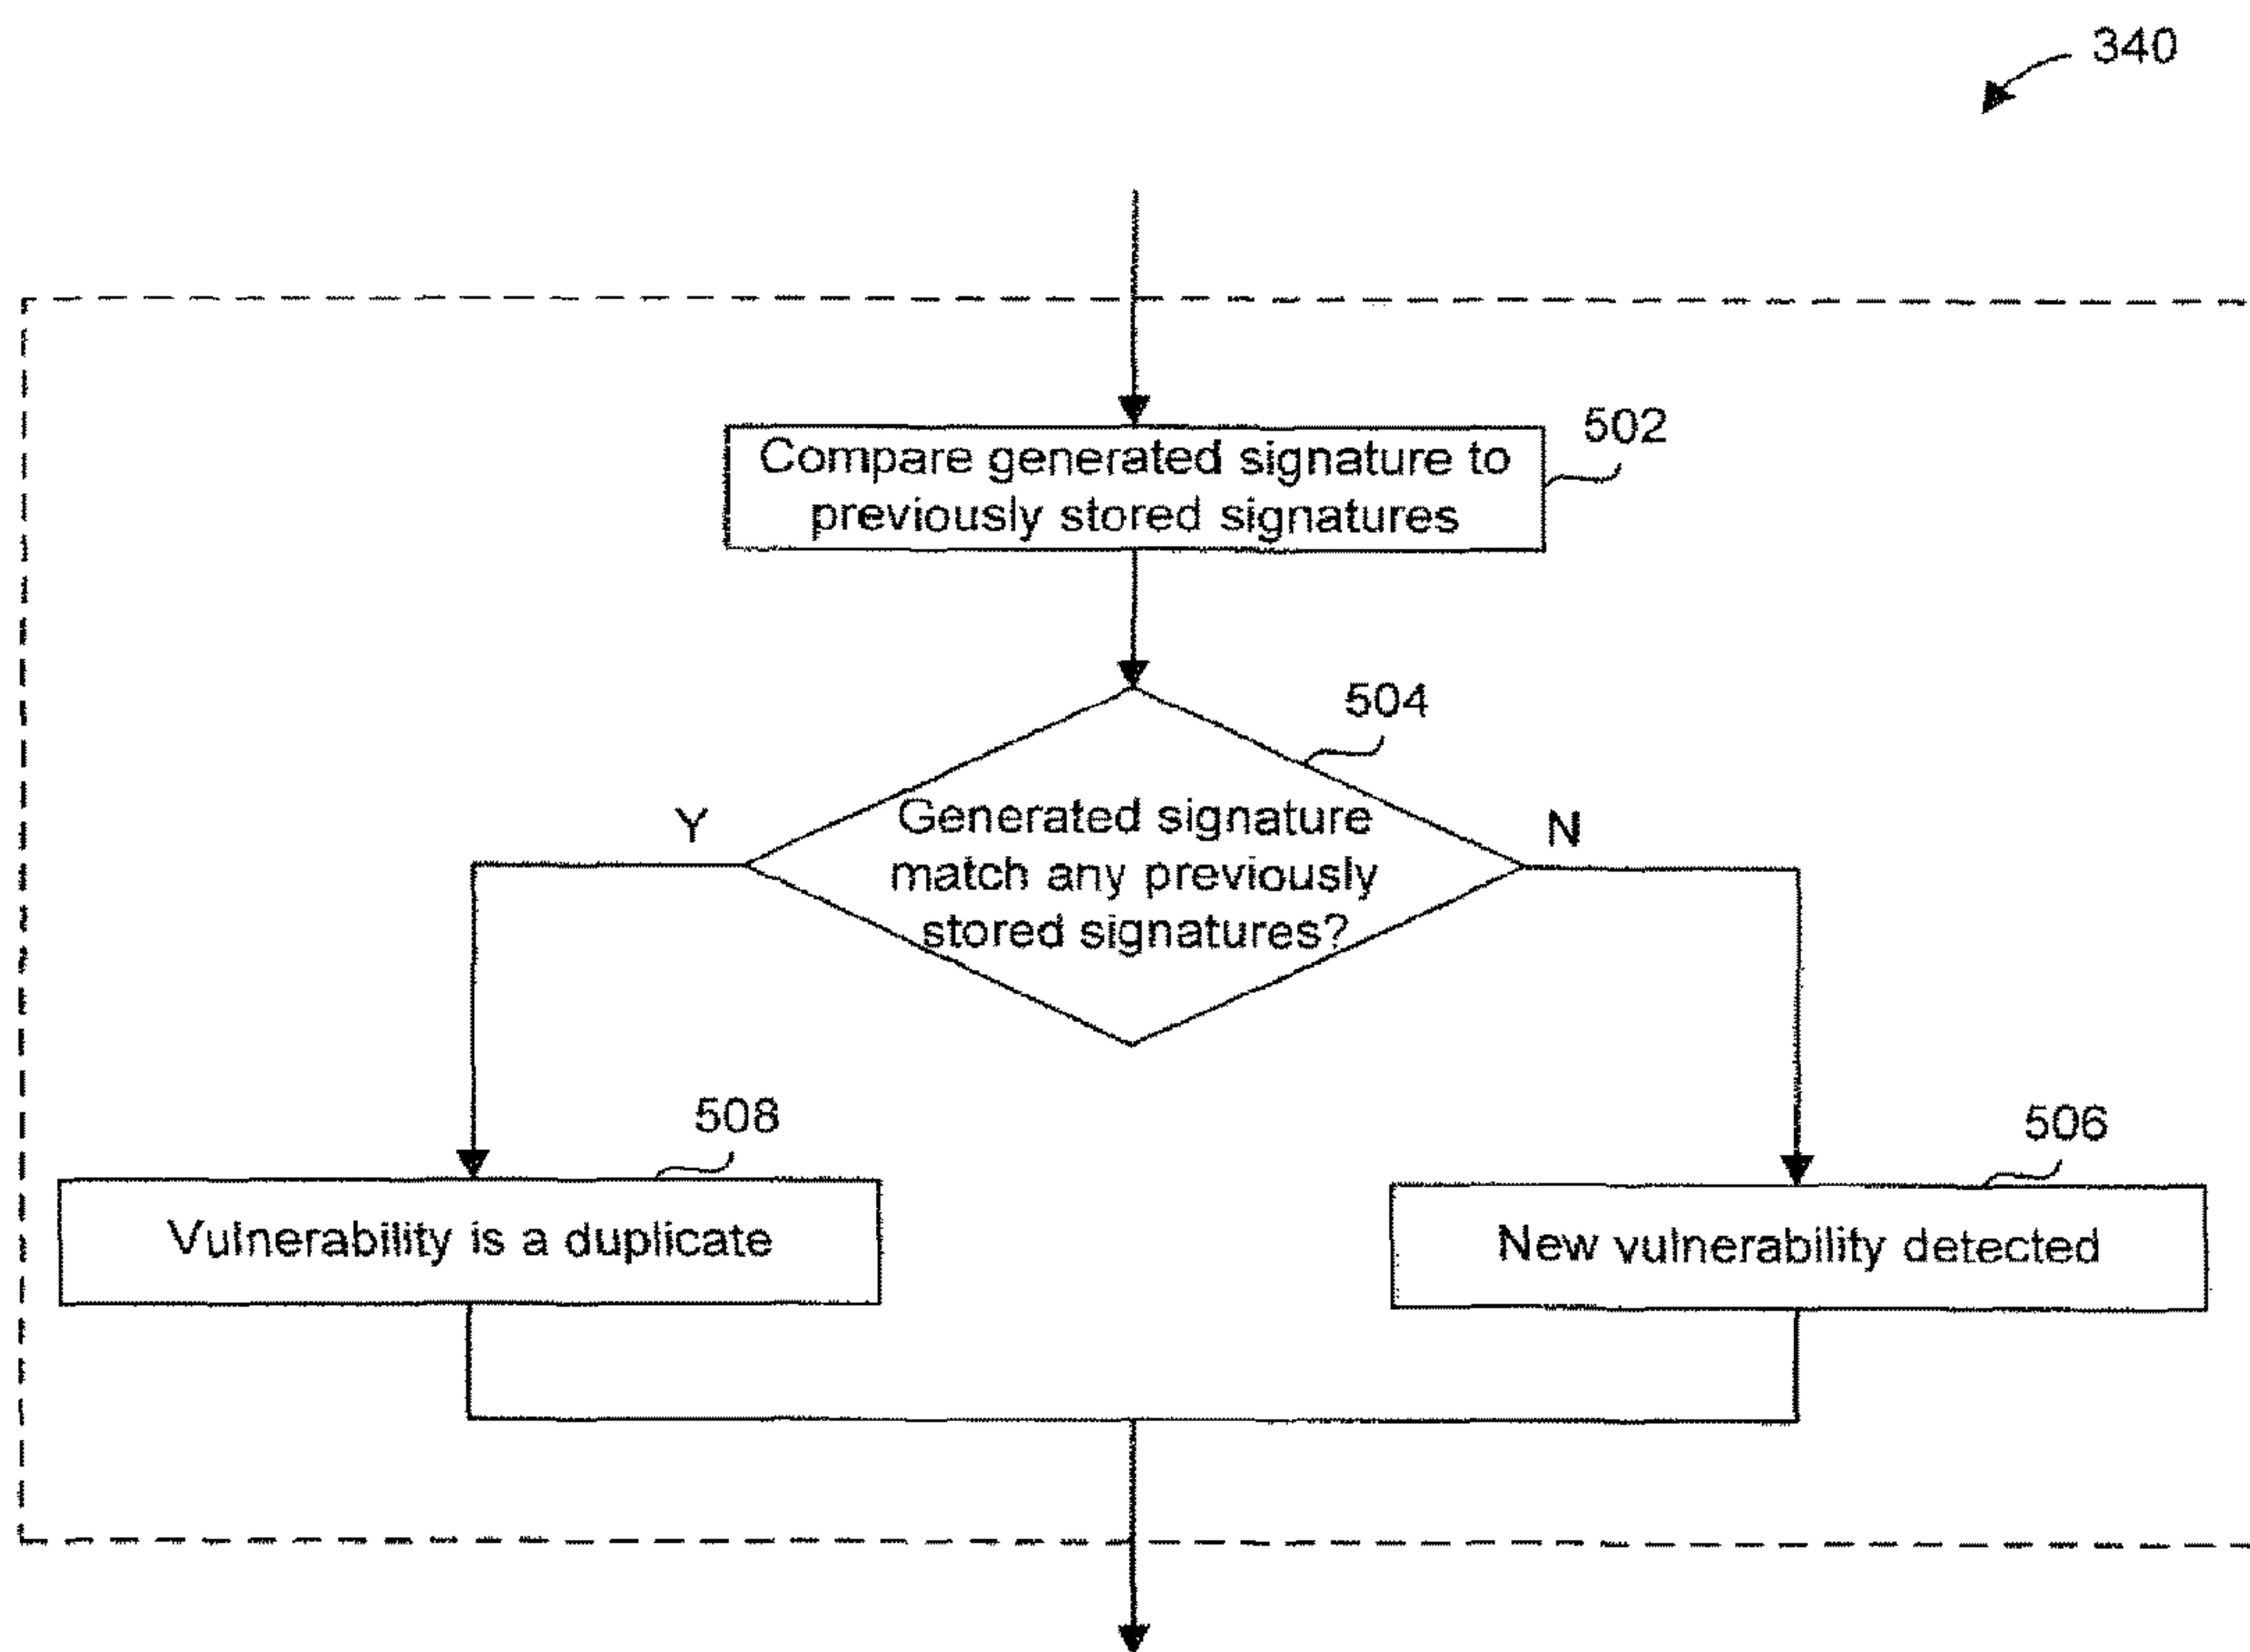 340
Compare generated signature to
previously stored signatures
502
504
Y
Generated signature
match any previously
stored signatures?
N
508
Vulnerability is a duplicate
506
New vulnerability detected